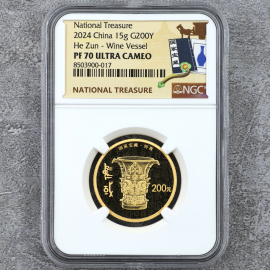 National Treasure
2024 China 15g G200Y
He Zun - Wine Vessel
PF 70 ULTRA CAMEO
8503900-017
NATIONAL TREASURE
NGC
200元